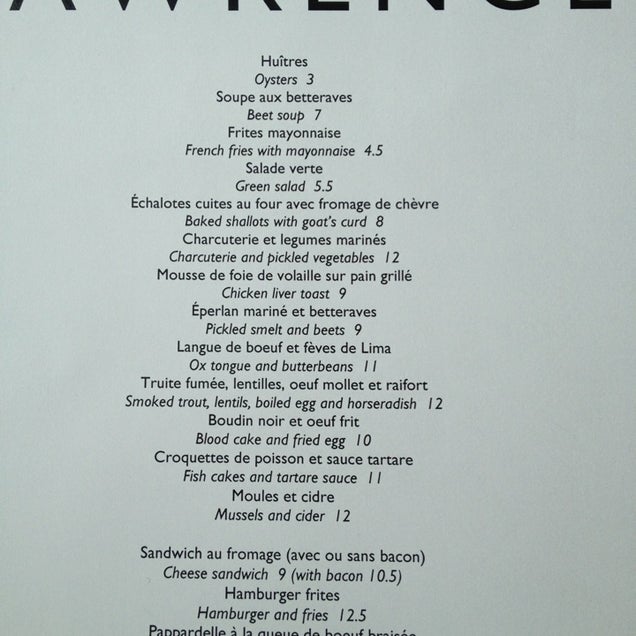 AWRENCE
Huîtres
Oysters 3
Soupe aux betteraves
Beet soup 7
Frites mayonnaise
French fries with mayonnaise 4.5
Salade verte
Green salad 5.5
Échalotes cuites au four avec fromage de chèvre
Baked shallots with goat's curd 8
Charcuterie et legumes marinés
Charcuterie and pickled vegetables 12
Mousse de foie de volaille sur pain grillé
Chicken liver toast 9
Éperlan mariné et betteraves
Pickled smelt and beets 9
Langue de boeuf et fèves de Lima
Ox tongue and butterbeans 11
Truite fumée, lentilles, oeuf mollet et raifort
Smoked trout, lentils, boiled egg and horseradish 12
Boudin noir et oeuf frit
Blood cake and fried egg 10
Croquettes de poisson et sauce tartare
Fish cakes and tartare sauce 11
Moules et cidre
Mussels and cider 12
Sandwich au fromage (avec ou sans bacon)
Cheese sandwich 9 (with bacon 10.5)
Hamburger frites
Hamburger and fries 12.5
Pappardelle à la queue de boeuf braisée